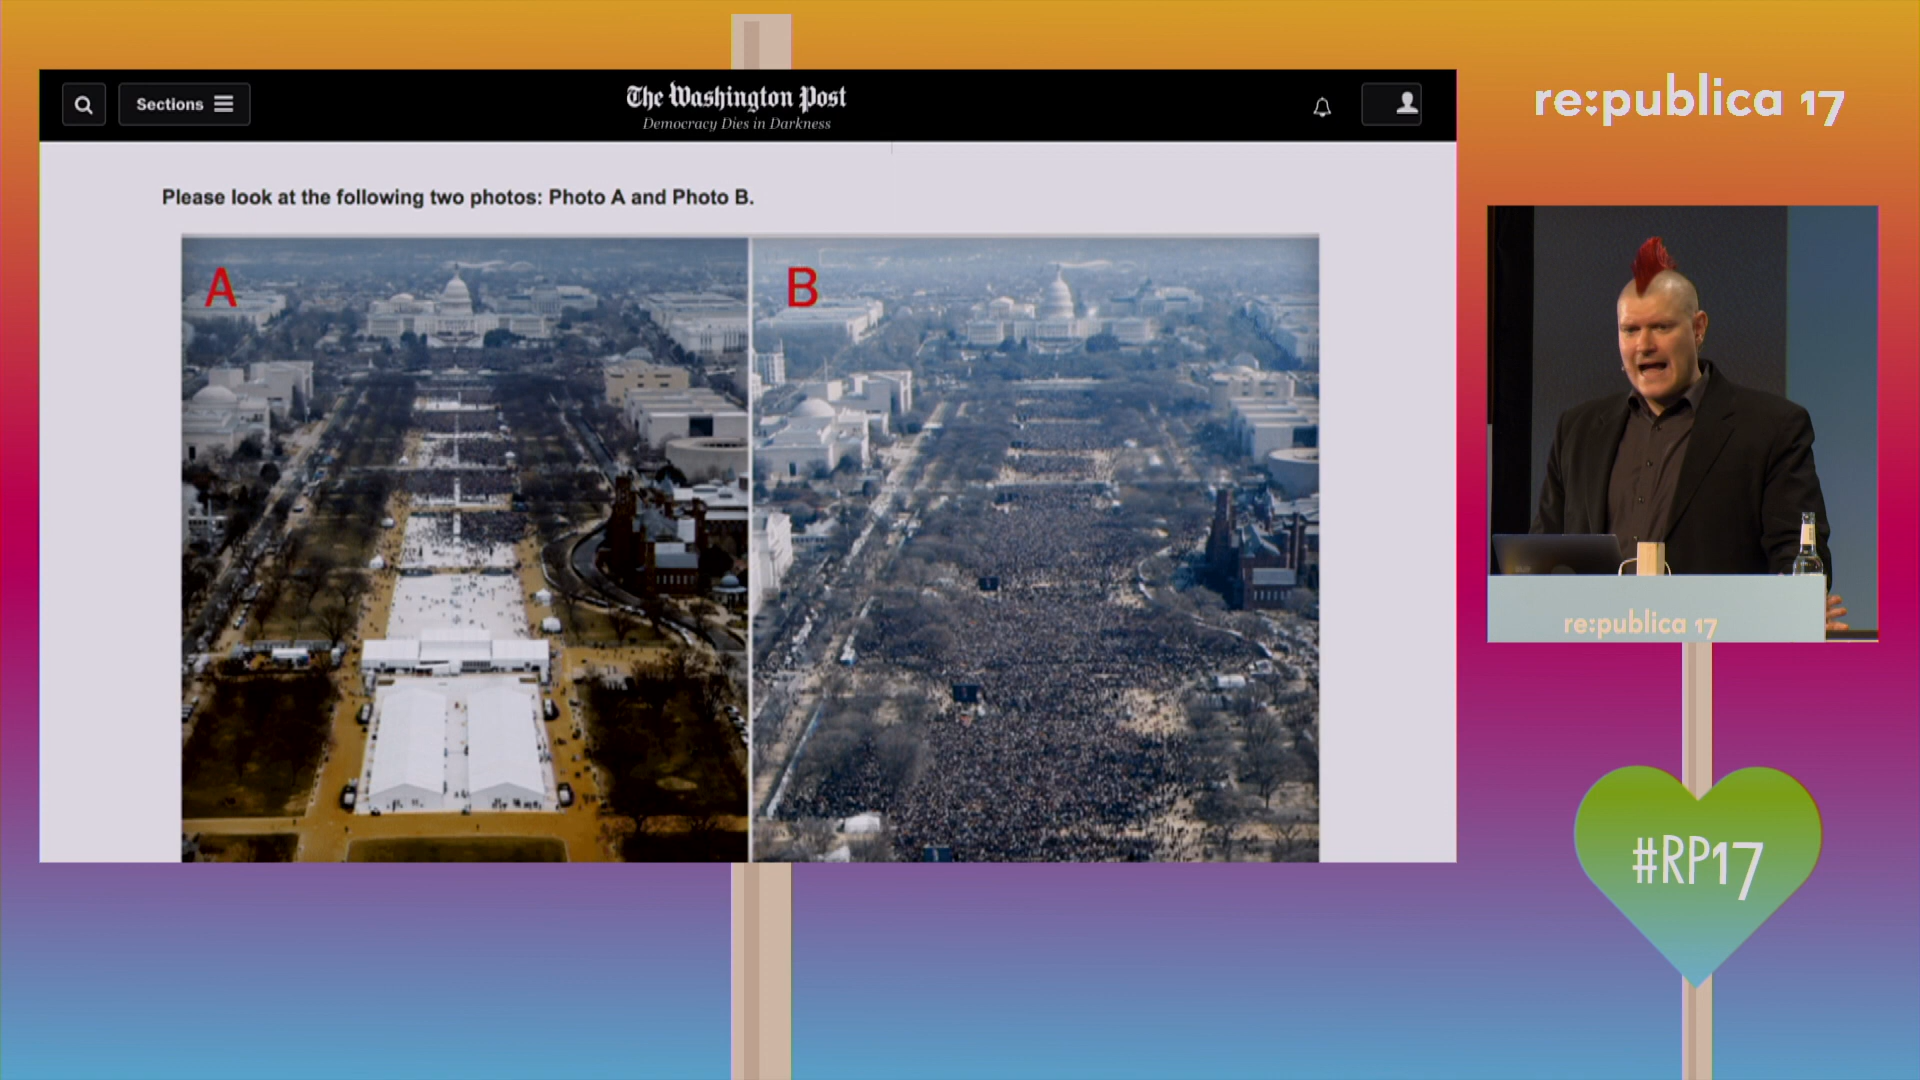 Sections
The Washington Post
Democracy Dies in Darkness
re:publica 17
Please look at the following two photos: Photo A and Photo B.
A
B
re:publica 17
#RP17